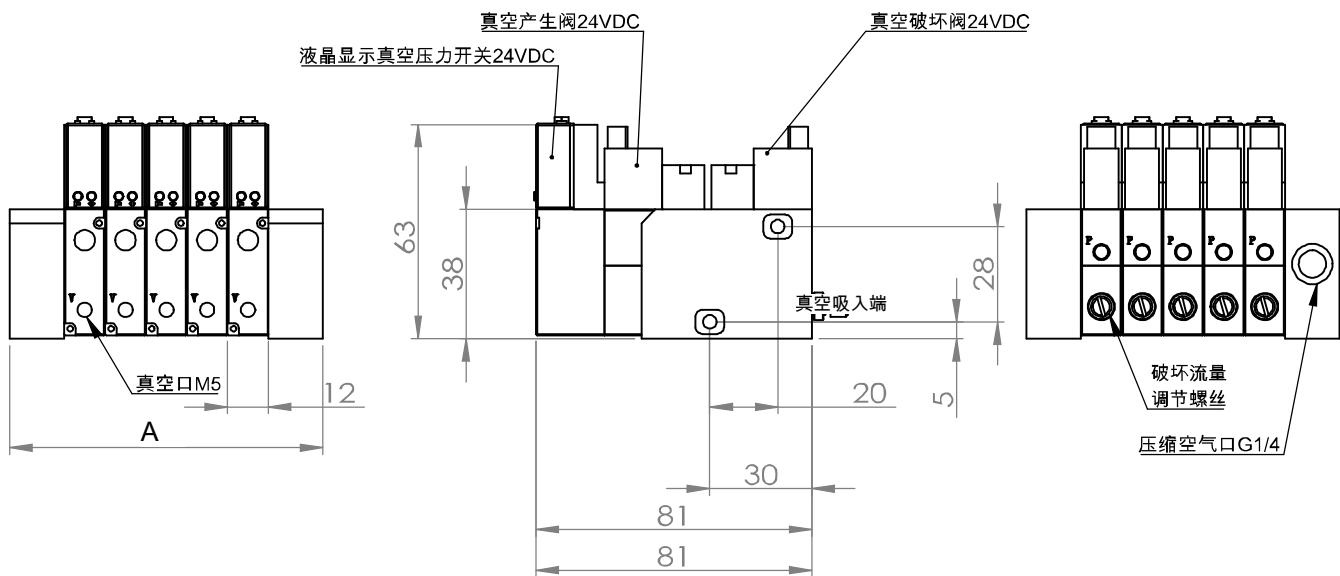 真空产生阀24VDC
真空破坏阀24VDC
液晶显示真空压力开关24VDC
63
38
28
真空吸入端
P P P P P
V V V V V
真空口M5
12
A
20
5
破坏流量
调节螺丝
压缩空气口G1/4
30
81
81